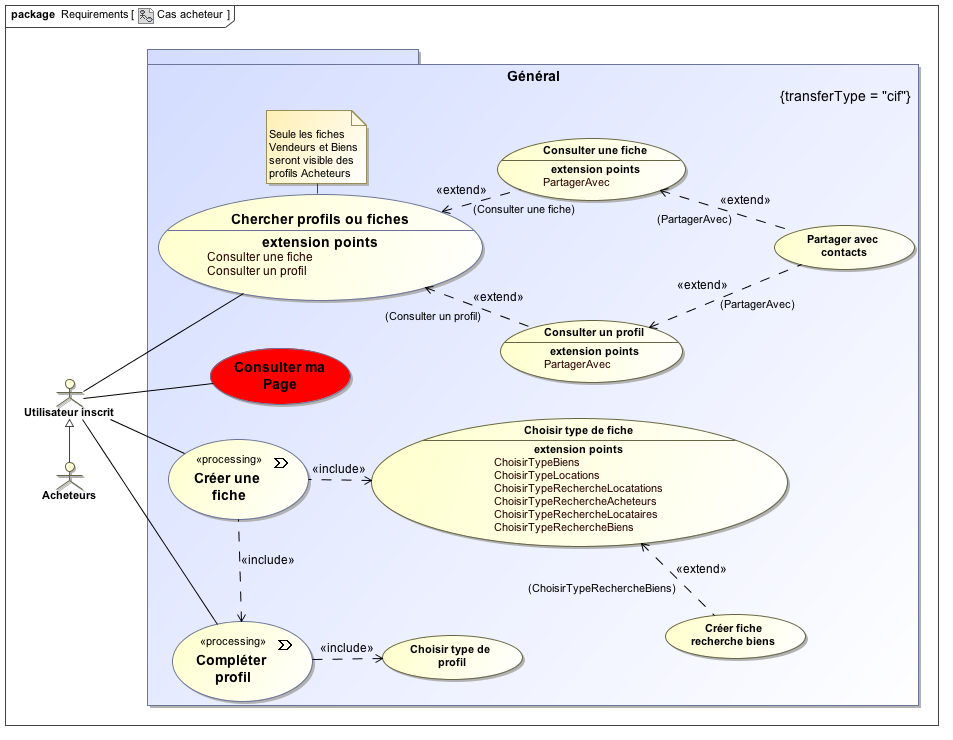 package Requirements [ Cas acheteur ]
Général
{transferType = "cif"}
Seule les fiches
Vendeurs et Biens
seront visible des
profils Acheteurs
Consulter une fiche
extension points
PartagerAvec
«extend»
(Consulter une fiche)
«extend»
(PartagerAvec)
Chercher profils ou fiches
extension points
Consulter une fiche
Consulter un profil
Partager avec
contacts
«extend»
(PartagerAvec)
«extend»
(Consulter un profil)
Consulter un profil
extension points
PartagerAvec
Consulter ma
Page
Utilisateur inscrit
Acheteurs
«processing»
Créer une
fiche
«include»
Choisir type de fiche
extension points
ChoisirTypeBiens
ChoisirTypeLocations
ChoisirTypeRechercheLocatations
ChoisirTypeRechercheAcheteurs
ChoisirTypeRechercheLocataires
ChoisirTypeRechercheBiens
«include»
«extend»
(ChoisirTypeRechercheBiens)
Créer fiche
recherche biens
«processing»
Compléter
profil
«include»
Choisir type de
profil